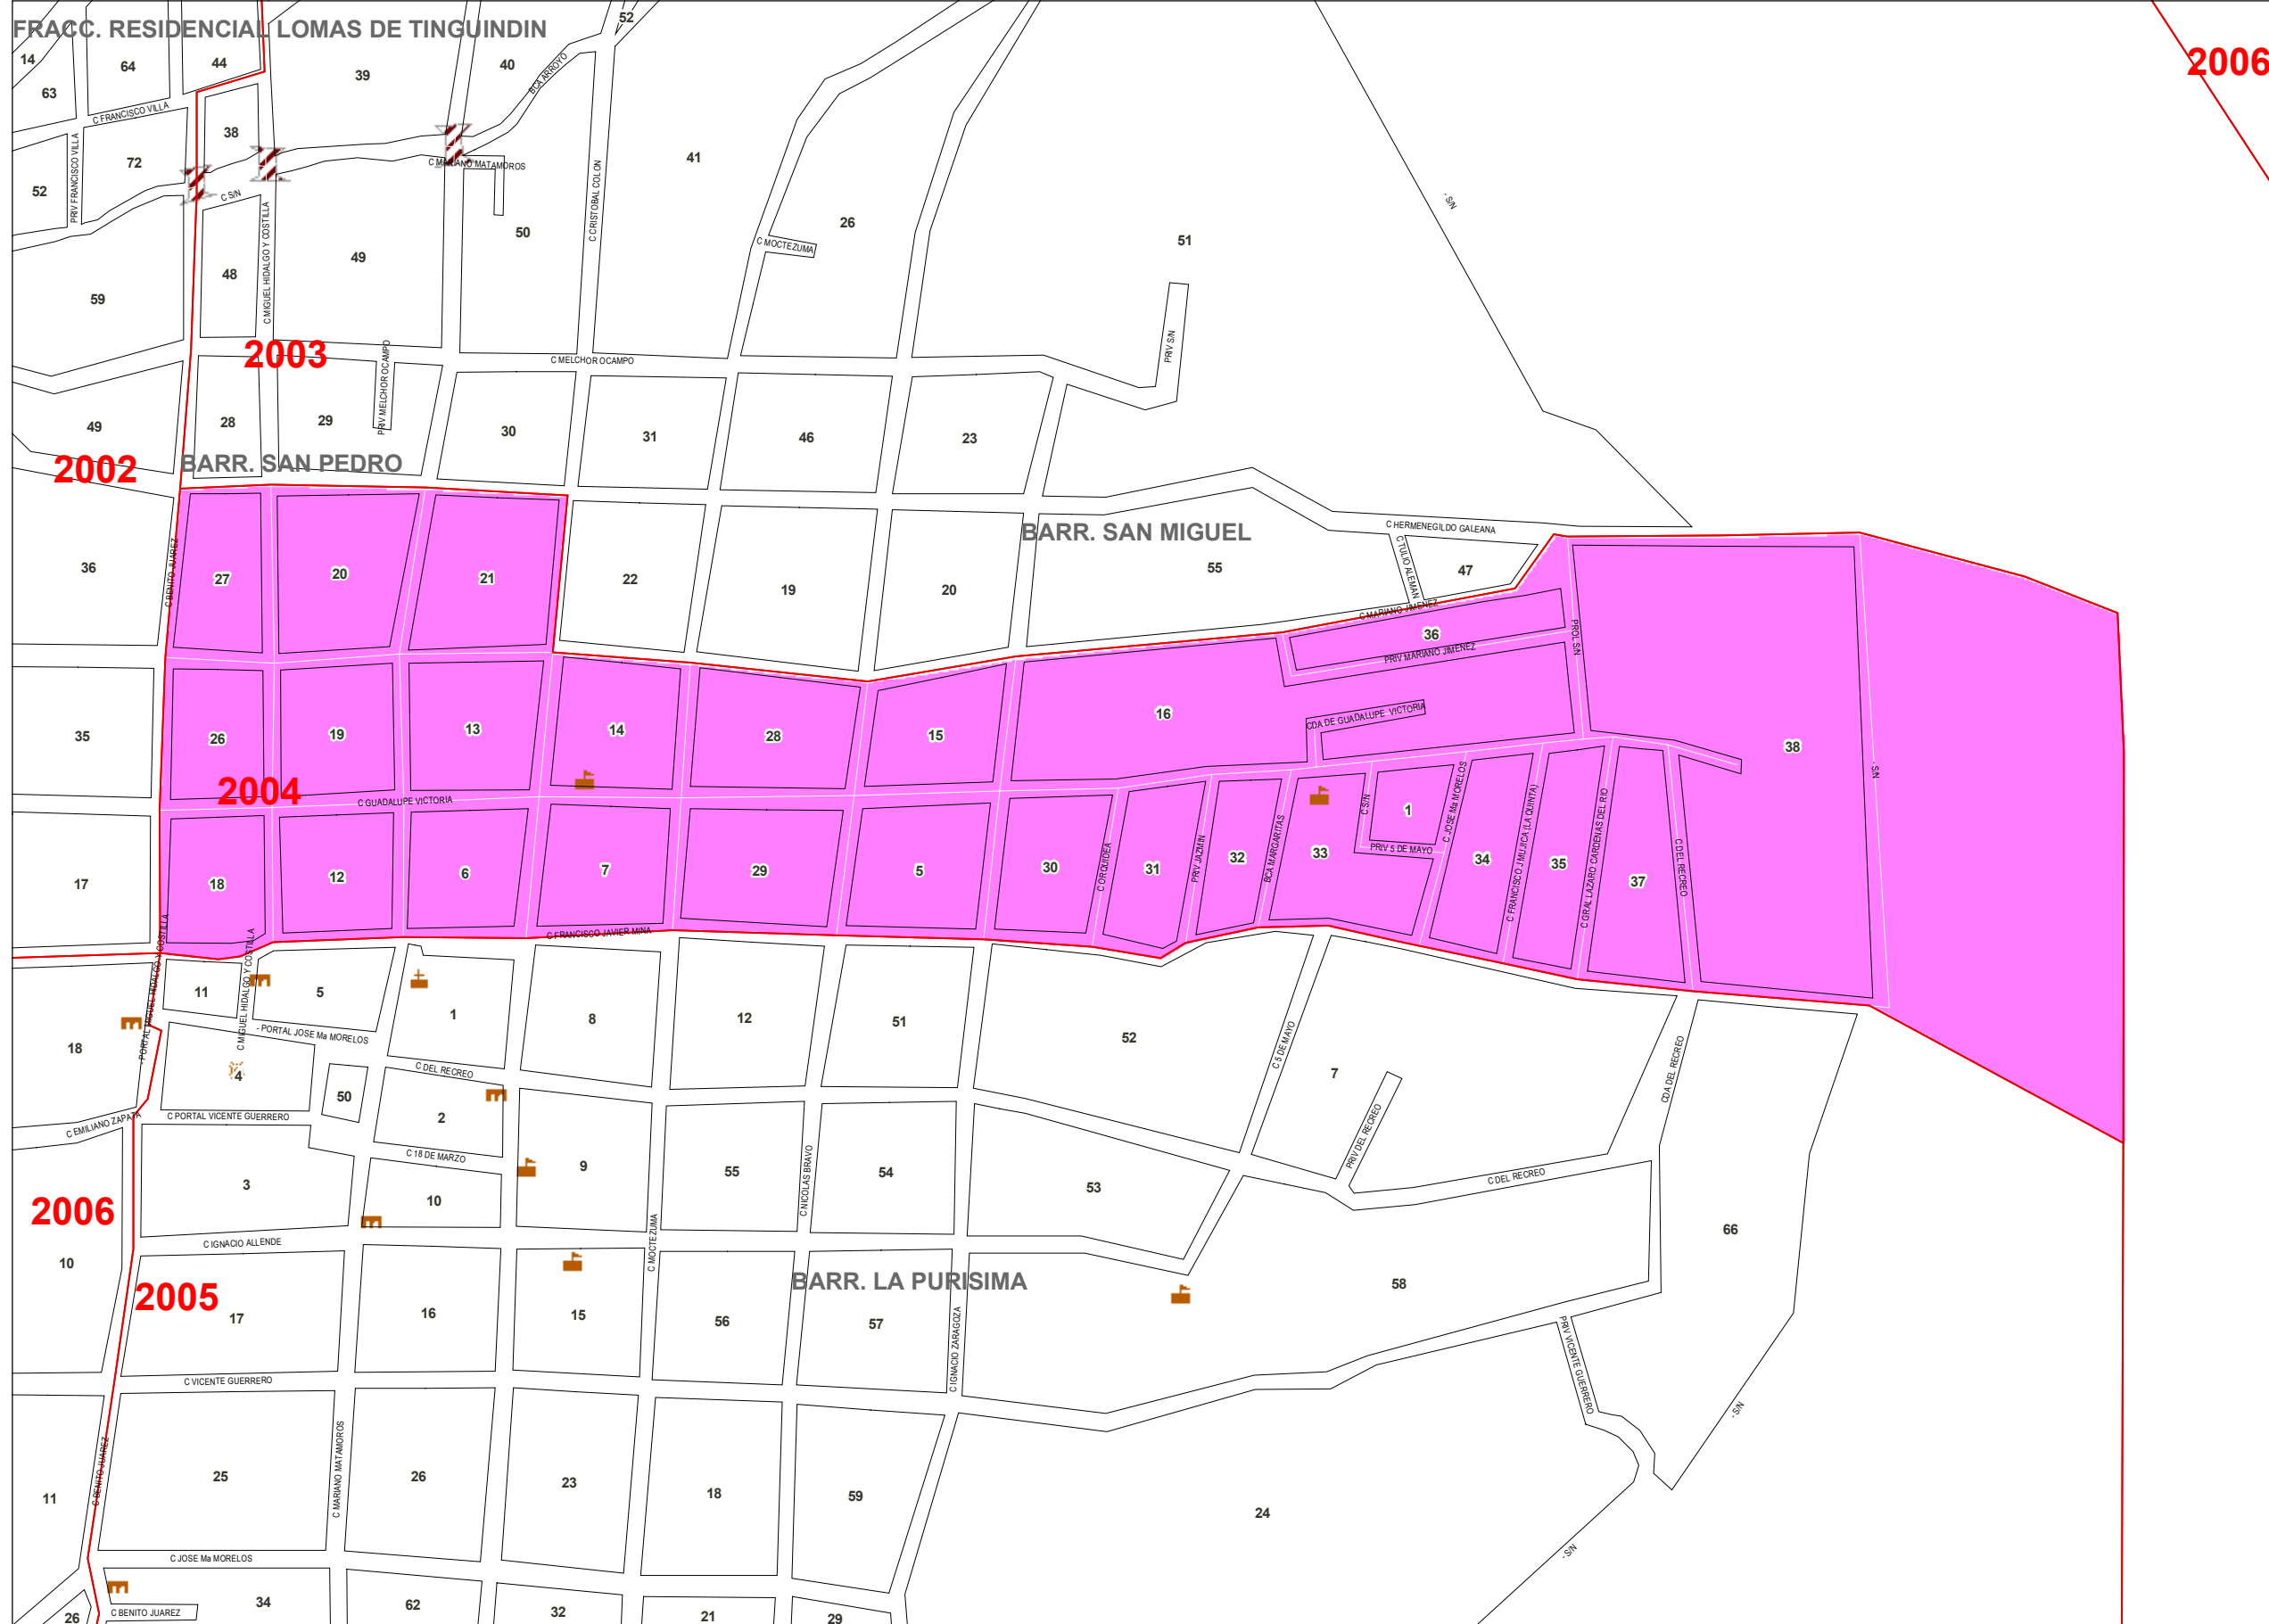 FRACC. RESIDENCIAL LOMAS DE TINGUINDIN
52
2006
14
64
44
39
40
63
BCA ARROYO
C FRANCISCO VILLA
38
72
41
C MARIANO MATAMOROS
52
PRIV FRANCISCO VILLA
C S/N
C CRISTOBAL COLON
- S/N
26
50
51
C MOCTEZUMA
49
48
C MIGUEL HIDALGO Y COSTILLA
59
2003
C MELCHOR OCAMPO
PRIV S/N
PRIV MELCHOR OCAMPO
49
28
29
30
31
46
23
2002
BARR. SAN PEDRO
BARR. SAN MIGUEL
C HERMENEGILDO GALEANA
C TULIO ALEMAN
36
C BENITO JUAREZ
27
20
21
22
19
20
55
47
C MARIANO JIMENEZ
36
PROL S/N
PRIV MARIANO JIMENEZ
35
26
19
13
14
28
15
16
CDA DE GUADALUPE VICTORIA
38
- S/N
2004
C GUADALUPE VICTORIA
1
C S/N
C JOSE Ma MORELOS
17
18
12
6
7
29
5
30
C ORQUIDEA
31
PRIV JAZMIN
32
BCA MARGARITAS
33
PRIV 5 DE MAYO
34
C FRANCISCO J MUJICA (LA QUINTA)
35
C GRAL LAZARO CARDENAS DEL RIO
37
C DEL RECREO
C FRANCISCO JAVIER MINA
- PORTAL MIGUEL HIDALGO Y COSTILLA
C MIGUEL HIDALGO Y COSTILLA
11
5
1
8
12
51
52
C 5 DE MAYO
7
- PORTAL JOSE Ma MORELOS
18
4
C DEL RECREO
CDA DEL RECREO
50
2
C PORTAL VICENTE GUERRERO
C EMILIANO ZAPATA
PRIV DEL RECREO
C 18 DE MARZO
3
9
55
C NICOLAS BRAVO
54
53
C DEL RECREO
2006
10
66
C IGNACIO ALLENDE
C MOCTEZUMA
10
2005
BARR. LA PURISIMA
58
17
16
15
56
57
C IGNACIO ZARAGOZA
PRIV VICENTE GUERRERO
C VICENTE GUERRERO
- S/N
C BENITO JUAREZ
11
25
C MARIANO MATAMOROS
26
23
18
59
24
- S/N
C JOSE Ma MORELOS
34
62
32
21
29
C BENITO JUAREZ
26